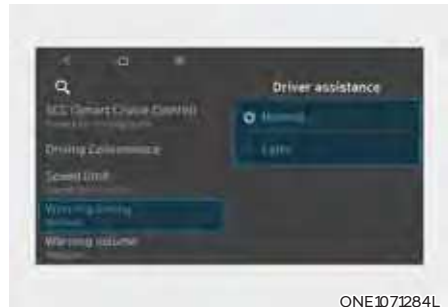 Driver assistance
SCC (Smart Cruise Control)
Normal
Driving Convenience
Later
Speed Limit
Warning Timing
Normal
Warning Volume
ONE1071284L